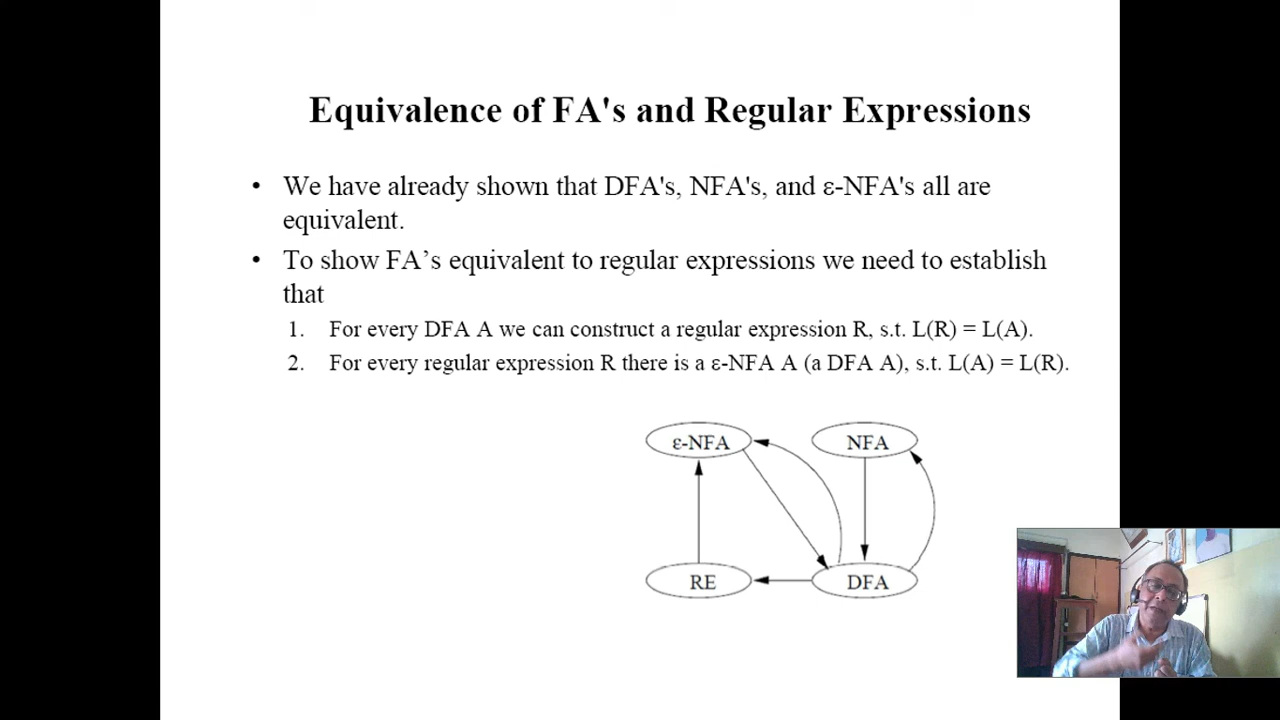 Equivalence of FA's and Regular Expressions
• We have already shown that DFA's, NFA's, and ε-NFA's all are
equivalent.
• To show FA’s equivalent to regular expressions we need to establish
that
1. For every DFA A we can construct a regular expression R, s.t. L(R) = L(A).
2. For every regular expression R there is a ε-NFA A (a DFA A), s.t. L(A) = L(R).
ε-NFA NFA
RE DFA